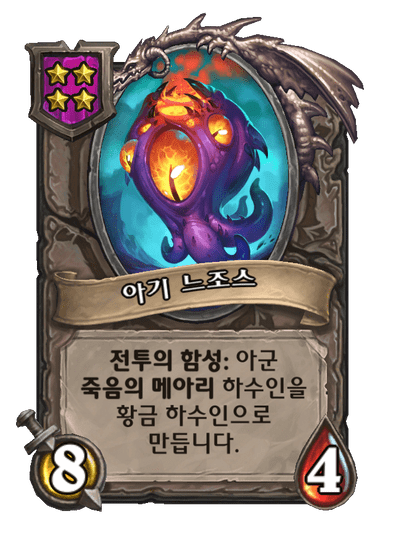 아기 느조스
전투의 함성: 아군
죽음의 메아리 하수인을
황금 하수인으로
만듭니다.
8
4